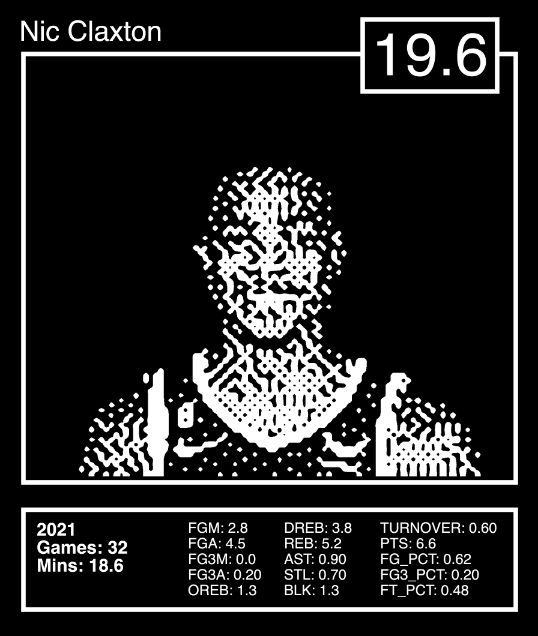 Nic Claxton
19.6
2021
Games: 32
Mins: 18.6
FGM: 2.8
FGA: 4.5
FG3M: 0.0
FG3A: 0.20
OREB: 1.3
DREB: 3.8
REB: 5.2
AST: 0.90
STL: 0.70
BLK: 1.3
TURNOVER: 0.60
PTS: 6.6
FG_PCT: 0.62
FG3_PCT: 0.20
FT_PCT: 0.48